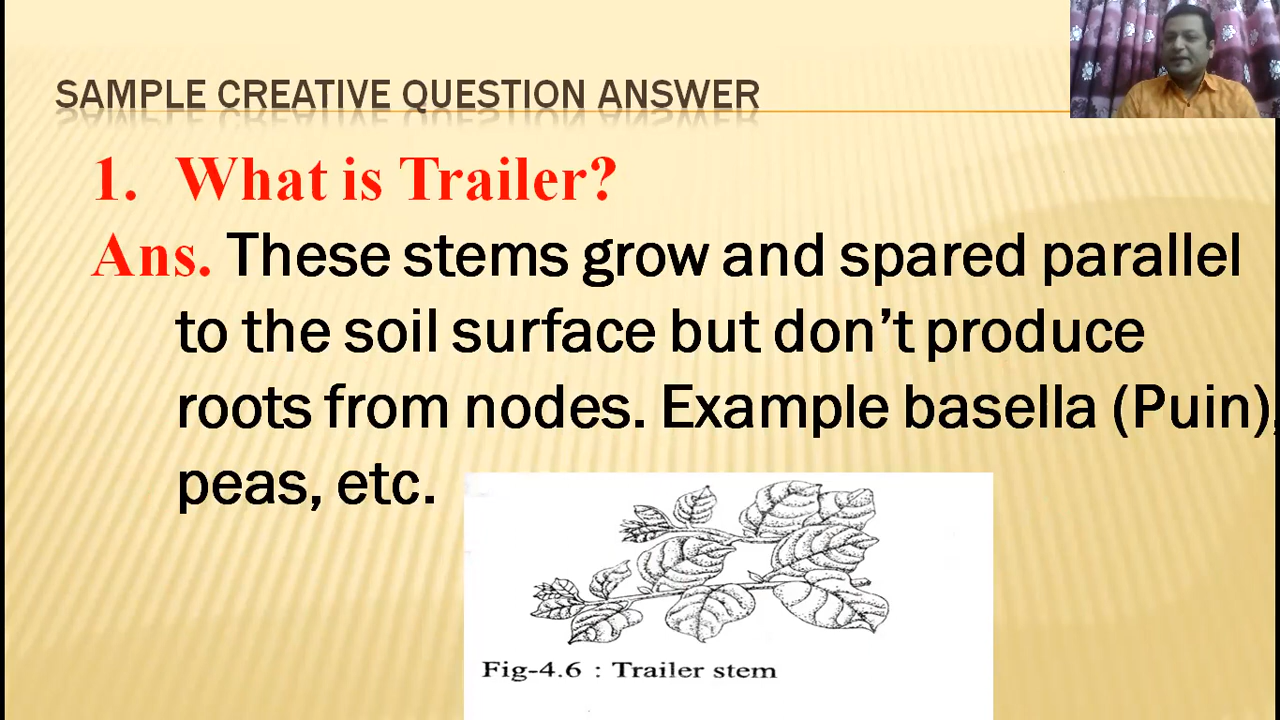 SAMPLE CREATIVE QUESTION ANSWER
1. What is Trailer?
Ans. These stems grow and spared parallel
to the soil surface but don’t produce
roots from nodes. Example basella (Puin),
peas, etc.
Fig-4.6 : Trailer stem